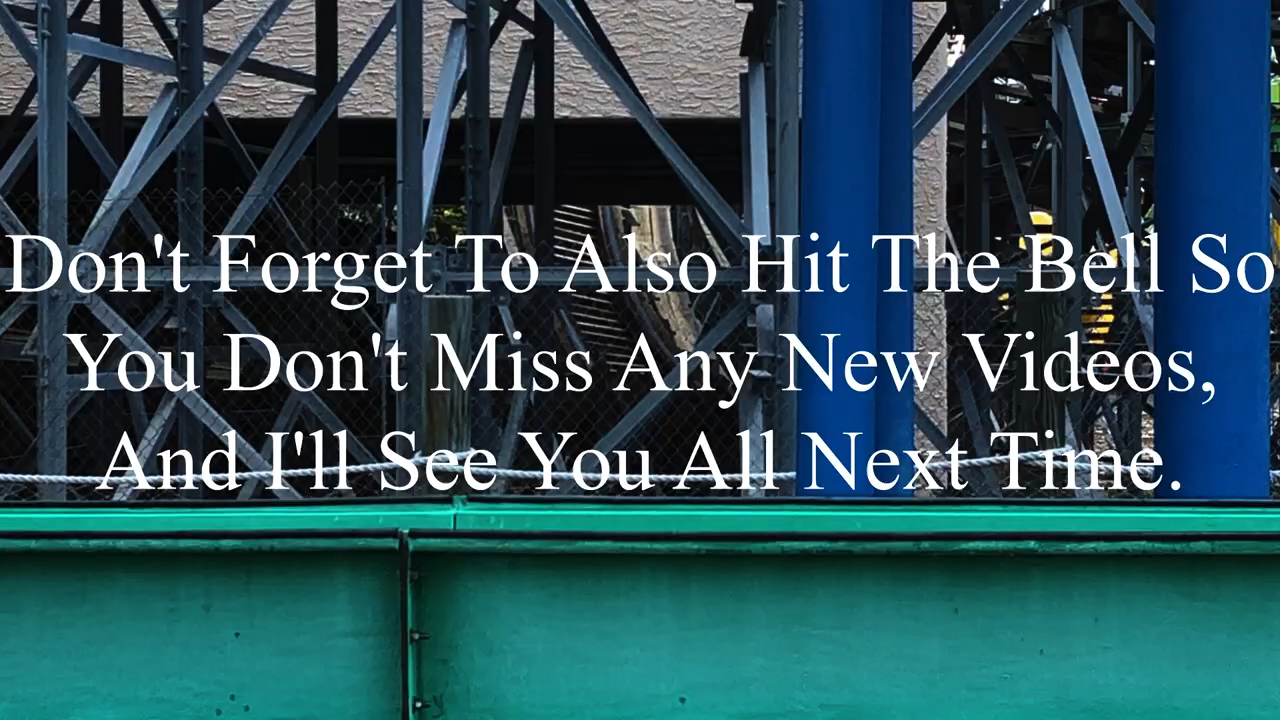 Don't Forget To Also Hit The Bell So
You Don't Miss Any New Videos,
And I'll See You All Next Time.